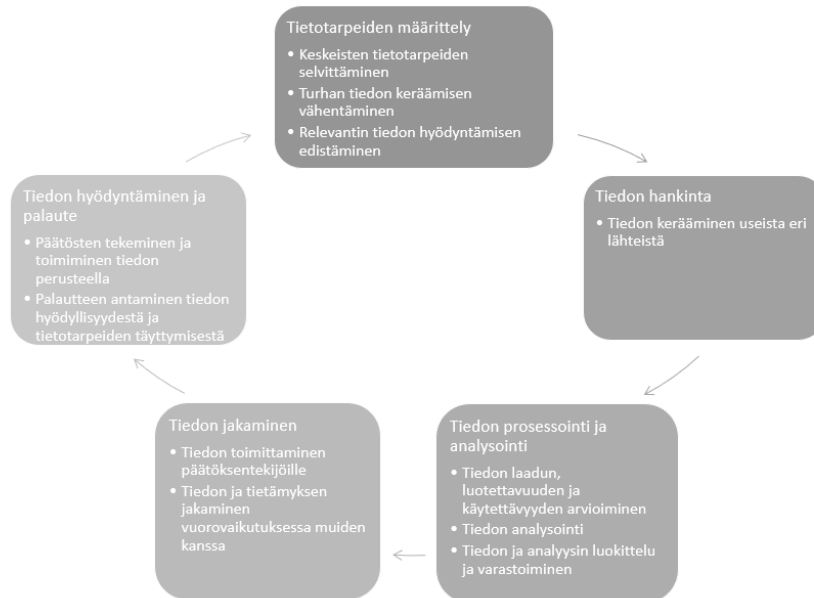 Tietotarpeiden määrittely
• Keskeisten tietotarpeiden
selvittäminen
• Turhan tiedon keräämisen
vähentäminen
• Relevantin tiedon hyödyntämisen
edistäminen
Tiedon hankinta
• Tiedon kerääminen useista eri
lähteistä
Tiedon prosessointi ja
analysointi
• Tiedon laadun,
luotettavuuden ja
käytettävyyden arvioiminen
• Tiedon analysointi
• Tiedon ja analyysin luokittelu
ja varastoiminen
Tiedon jakaminen
• Tiedon toimittaminen
päätöksentekijöille
• Tiedon ja tietämyksen
jakaminen
vuorovaikutuksessa muiden
kanssa
Tiedon hyödyntäminen ja
palaute
• Päätösten tekeminen ja
toimiminen tiedon
perusteella
• Palautteen antaminen tiedon
hyödyllisyydestä ja
tietotarpeiden täyttymisestä